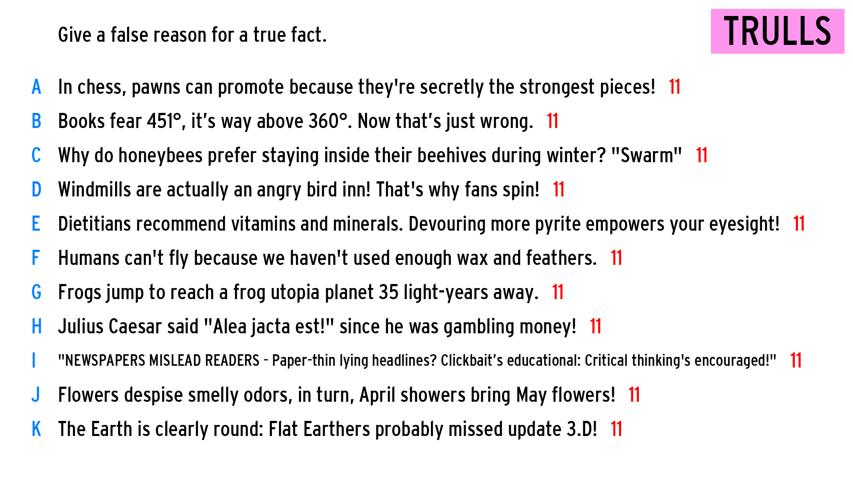 Give a false reason for a true fact.
TRULLS
A In chess, pawns can promote because they're secretly the strongest pieces! 11
B Books fear 451°, it’s way above 360°. Now that’s just wrong. 11
C Why do honeybees prefer staying inside their beehives during winter? "Swarm" 11
D Windmills are actually an angry bird inn! That's why fans spin! 11
E Dietitians recommend vitamins and minerals. Devouring more pyrite empowers your eyesight! 11
F Humans can't fly because we haven't used enough wax and feathers. 11
G Frogs jump to reach a frog utopia planet 35 light-years away. 11
H Julius Caesar said "Alea jacta est!" since he was gambling money! 11
I "NEWSPAPERS MISLEAD READERS - Paper-thin lying headlines? Clickbait’s educational: Critical thinking's encouraged!" 11
J Flowers despise smelly odors, in turn, April showers bring May flowers! 11
K The Earth is clearly round: Flat Earthers probably missed update 3.D! 11